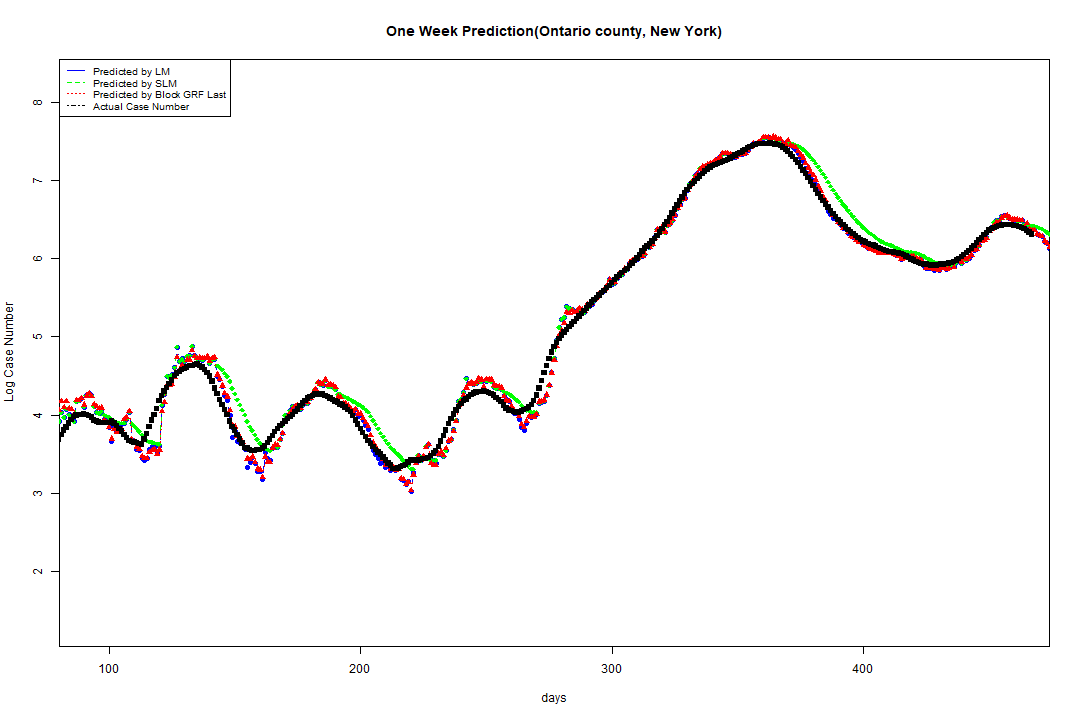 One Week Prediction(Ontario county, New York)
Predicted by LM
Predicted by SLM
Predicted by Block GRF Last
Actual Case Number
8
7
6
5
4
3
2
Log Case Number
100 200 300 400
days